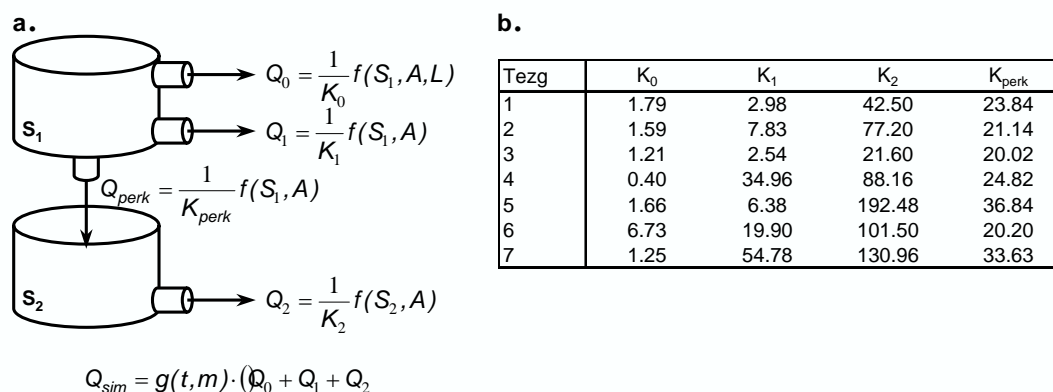 a.
Q₀ = 1/K₀ f(S₁,A,L)
S₁
Q₁ = 1/K₁ f(S₁,A)
Q_perk = 1/K_perk f(S₁,A)
S₂
Q₂ = 1/K₂ f(S₂,A)
Q_sim = g(t,m)·()Q₀ + Q₁ + Q₂
b.
Tezg K₀ K₁ K₂ K_perk
1 1.79 2.98 42.50 23.84
2 1.59 7.83 77.20 21.14
3 1.21 2.54 21.60 20.02
4 0.40 34.96 88.16 24.82
5 1.66 6.38 192.48 36.84
6 6.73 19.90 101.50 20.20
7 1.25 54.78 130.96 33.63